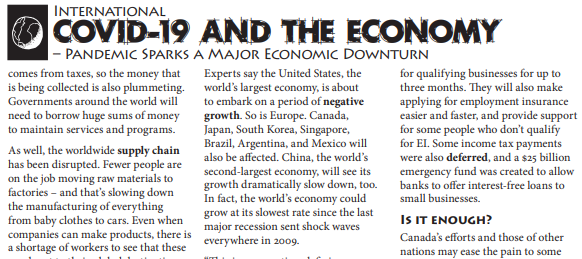 INTERNATIONAL
COVID-19 AND THE ECONOMY
– PANDEMIC SPARKS A MAJOR ECONOMIC DOWNTURN
comes from taxes, so the money that
is being collected is also plummeting.
Governments around the world will
need to borrow huge sums of money
to maintain services and programs.
As well, the worldwide supply chain
has been disrupted. Fewer people are
on the job moving raw materials to
factories – and that's slowing down
the manufacturing of everything
from baby clothes to cars. Even when
companies can make products, there is
a shortage of workers to see that these
Experts say the United States, the
world's largest economy, is about
to embark on a period of negative
growth. So is Europe. Canada,
Japan, South Korea, Singapore,
Brazil, Argentina, and Mexico will
also be affected. China, the world's
second-largest economy, will see its
growth dramatically slow down, too.
In fact, the world's economy could
grow at its slowest rate since the last
major recession sent shock waves
everywhere in 2009.
for qualifying businesses for up to
three months. They will also make
applying for employment insurance
easier and faster, and provide support
for some people who don't qualify
for EI. Some income tax payments
were also deferred, and a $25 billion
emergency fund was created to allow
banks to offer interest-free loans to
small businesses.
IS IT ENOUGH?
Canada's efforts and those of other
nations may ease the pain to some